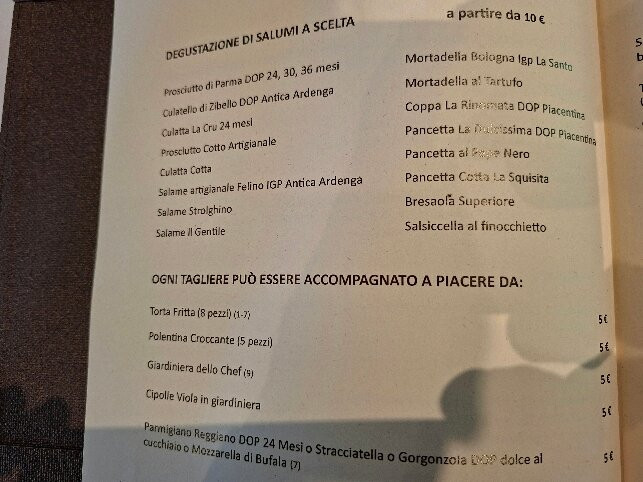 DEGUSTAZIONE DI SALUMI A SCELTA
a partire da 10 €
Prosciutto di Parma DOP 24, 30, 36 mesi
Culatello di Zibello DOP Antica Ardenga
Culatta La Cru 24 mesi
Prosciutto Cotto Artigianale
Culatta Cotta
Salame artigianale Felino IGP Antica Ardenga
Salame Strolghino
Salame il Gentile
Mortadella Bologna Igp La Santo
Mortadella al Tartufo
Coppa La Rinomata DOP Piacentina
Pancetta La DOP Piacentina
Pancetta al Pepe Nero
Pancetta Cotta La Squisita
Bresaola Superiore
Salsiccella al finocchietto
OGNI TAGLIERE PUÒ ESSERE ACCOMPAGNATO A PIACERE DA:
Torta Fritta (8 pezzi) (1-7) 5€
Polentina Croccante (5 pezzi) 5€
Giardiniera dello Chef (9) 5€
Cipolle Viola in giardiniera 5€
Parmigiano Reggiano DOP 24 Mesi o Stracciatella o Gorgonzola DOP dolce al 5€
cucchiaio o Mozzarella di Bufala (7)